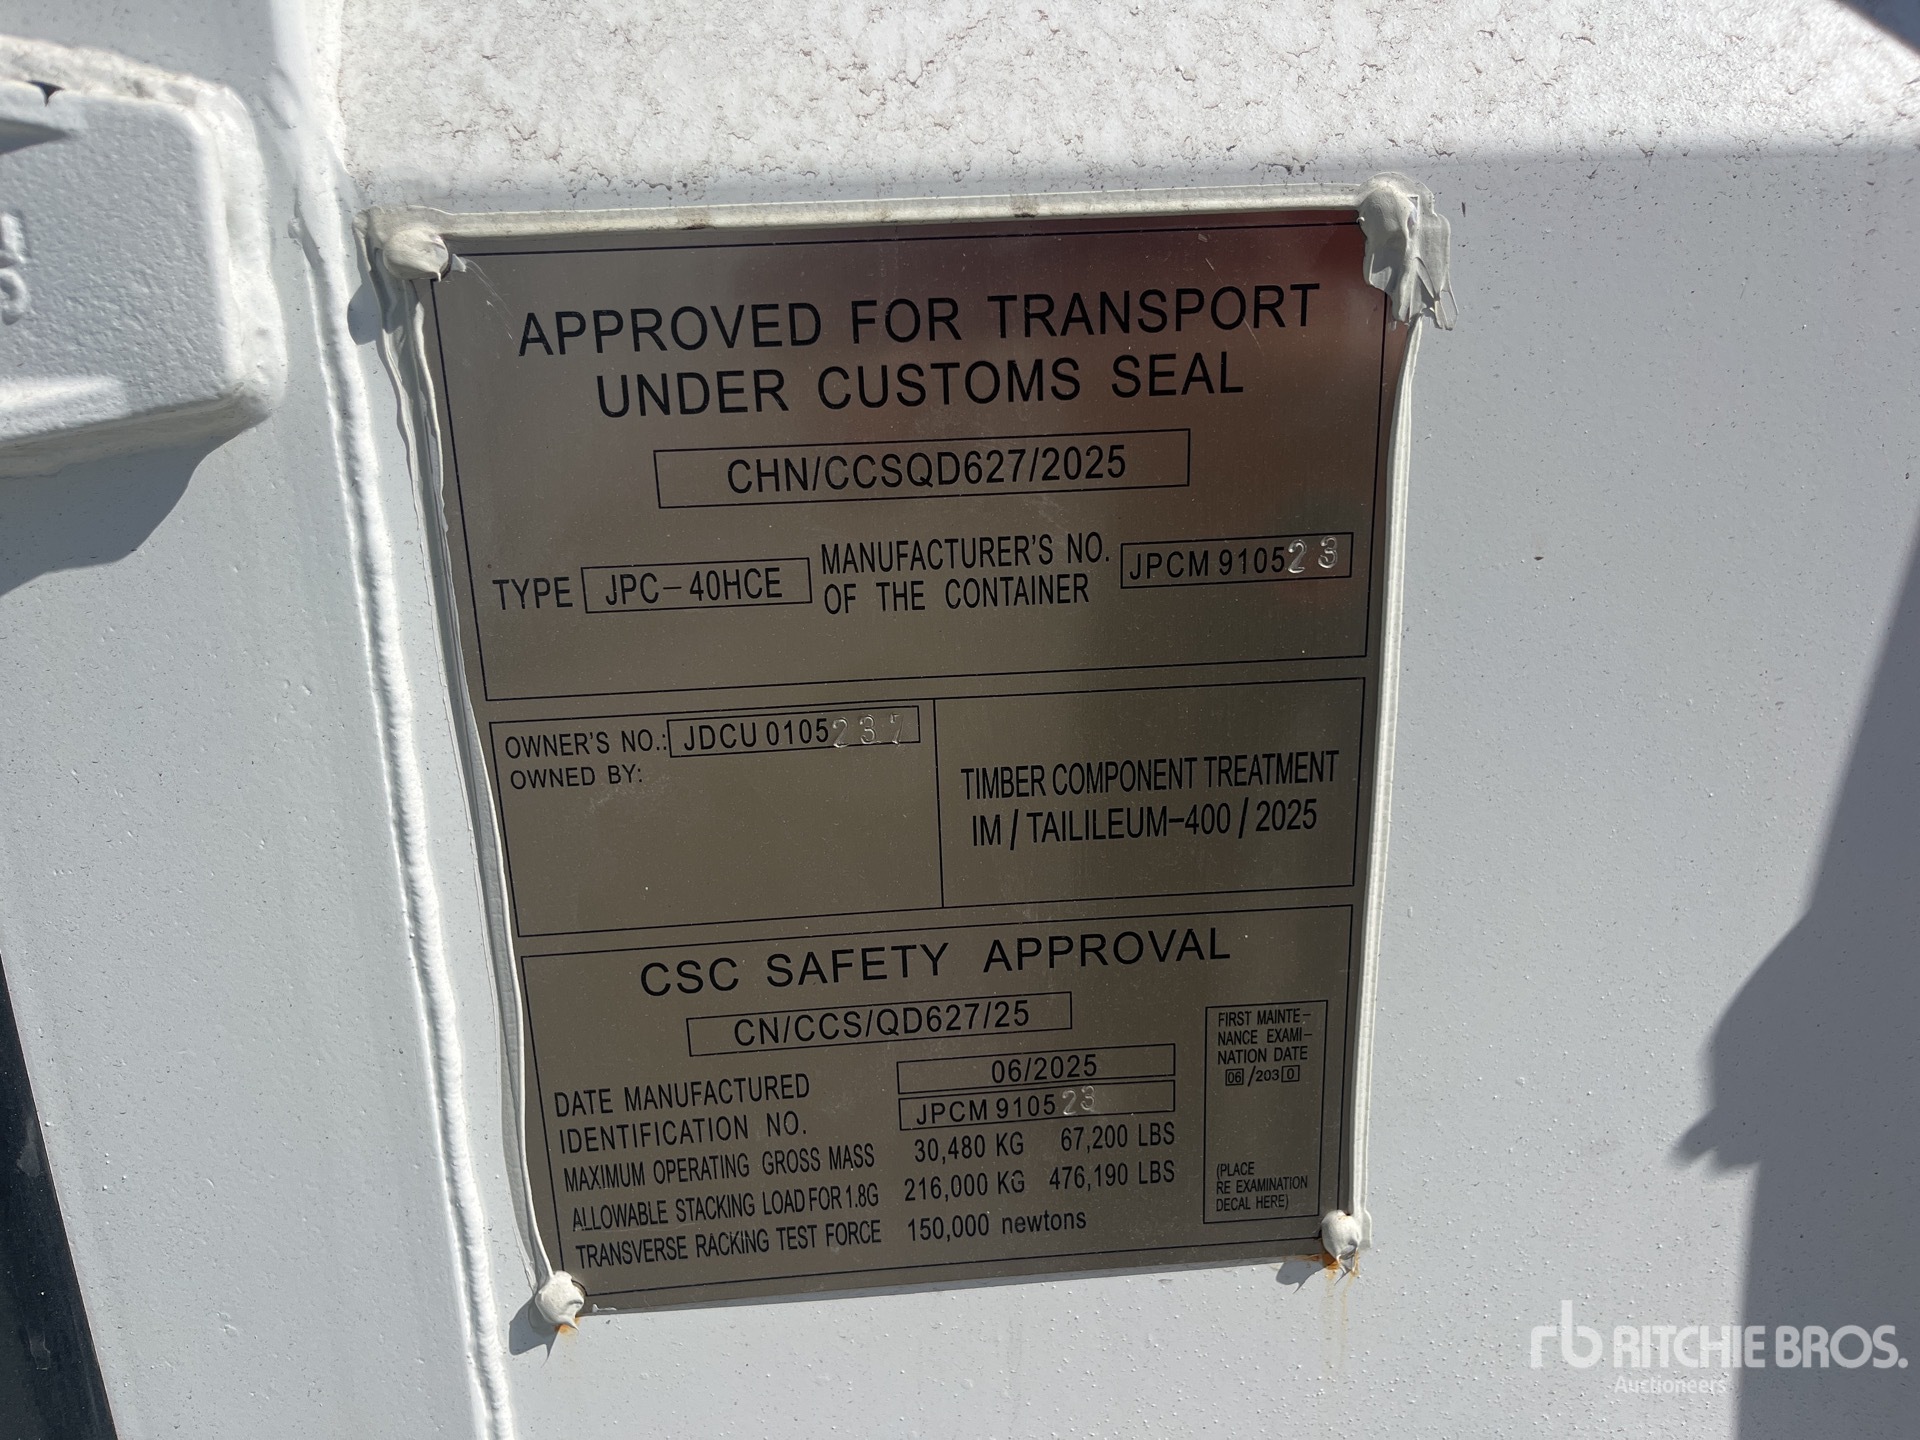 APPROVED FOR TRANSPORT
UNDER CUSTOMS SEAL
CHN/CCSQD627/2025
TYPE JPC-40HCE MANUFACTURER'S NO. OF THE CONTAINER JPCM 910523
OWNER'S NO.: JDCU 0105237
OWNED BY:
TIMBER COMPONENT TREATMENT
IM / TAILILEUM-400 / 2025
CSC SAFETY APPROVAL
CN/CCS/QD627/25
DATE MANUFACTURED 06/2025
IDENTIFICATION NO. JPCM 910523
MAXIMUM OPERATING GROSS MASS 30,480 KG 67,200 LBS
ALLOWABLE STACKING LOAD FOR 1.8G 216,000 KG 476,190 LBS
TRANSVERSE RACKING TEST FORCE 150,000 newtons
FIRST MAINTE-
NANCE EXAMI-
NATION DATE
06 /2030
(PLACE
RE EXAMINATION
DECAL HERE)
rb RITCHIE BROS.
Auctioneers